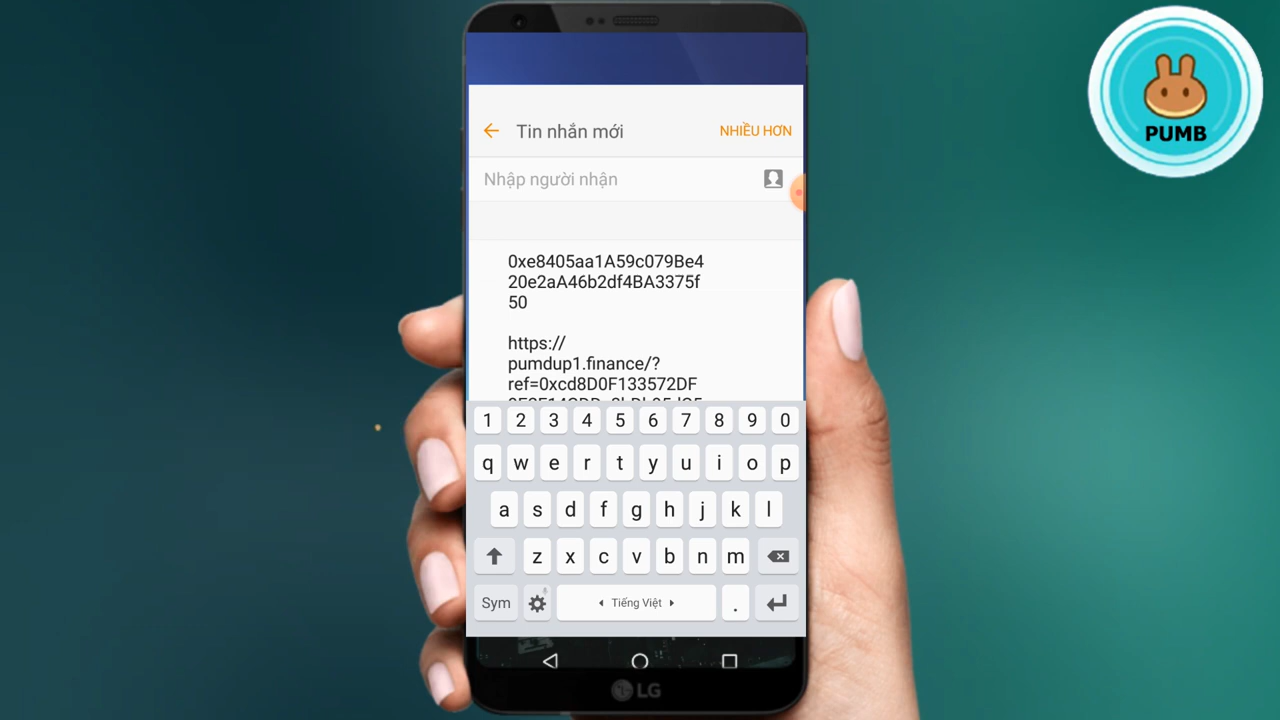 PUMB
Tin nhắn mới
NHIỀU HƠN
Nhập người nhận
0xe8405aa1A59c079Be4
20e2aA46b2df4BA3375f
50
https://
pumdup1.finance/?
ref=0xcd8D0F133572DF
1 2 3 4 5 6 7 8 9 0
q w e r t y u i o p
a s d f g h j k l
z x c v b n m
Sym Tiếng Việt .
LG